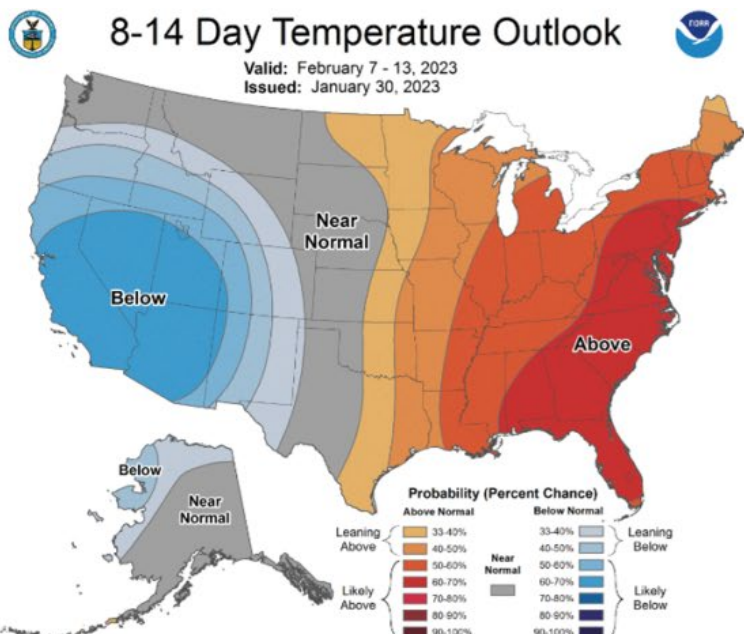 8-14 Day Temperature Outlook
Valid: February 7 - 13, 2023
Issued: January 30, 2023
NOAA
Near
Normal
Below
Above
Below
Near
Normal
Probability (Percent Chance)
Above Normal
Below Normal
Leaning
Above
33-40%
40-50%
Likely
Above
50-60%
60-70%
70-80%
80-90%
90-100%
Near
Normal
33-40%
40-50%
Leaning
Below
50-60%
60-70%
70-80%
80-90%
90-100%
Likely
Below